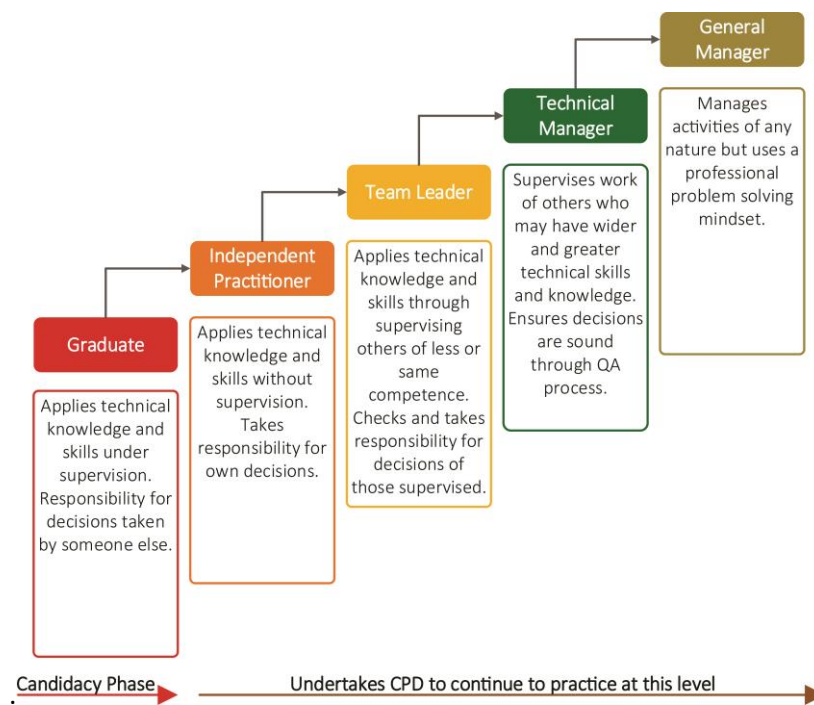 General
Manager
Manages
activities of any
nature but uses a
professional
problem solving
mindset.
Technical
Manager
Supervises work
of others who
may have wider
and greater
technical skills
and knowledge.
Ensures decisions
are sound
through QA
process.
Team Leader
Applies technical
knowledge and
skills through
supervising
others of less or
same
competence.
Checks and takes
responsibility for
decisions of
those supervised.
Independent
Practitioner
Applies technical
knowledge and
skills without
supervision.
Takes
responsibility for
own decisions.
Graduate
Applies technical
knowledge and
skills under
supervision.
Responsibility for
decisions taken
by someone else.
Candidacy Phase
Undertakes CPD to continue to practice at this level
.